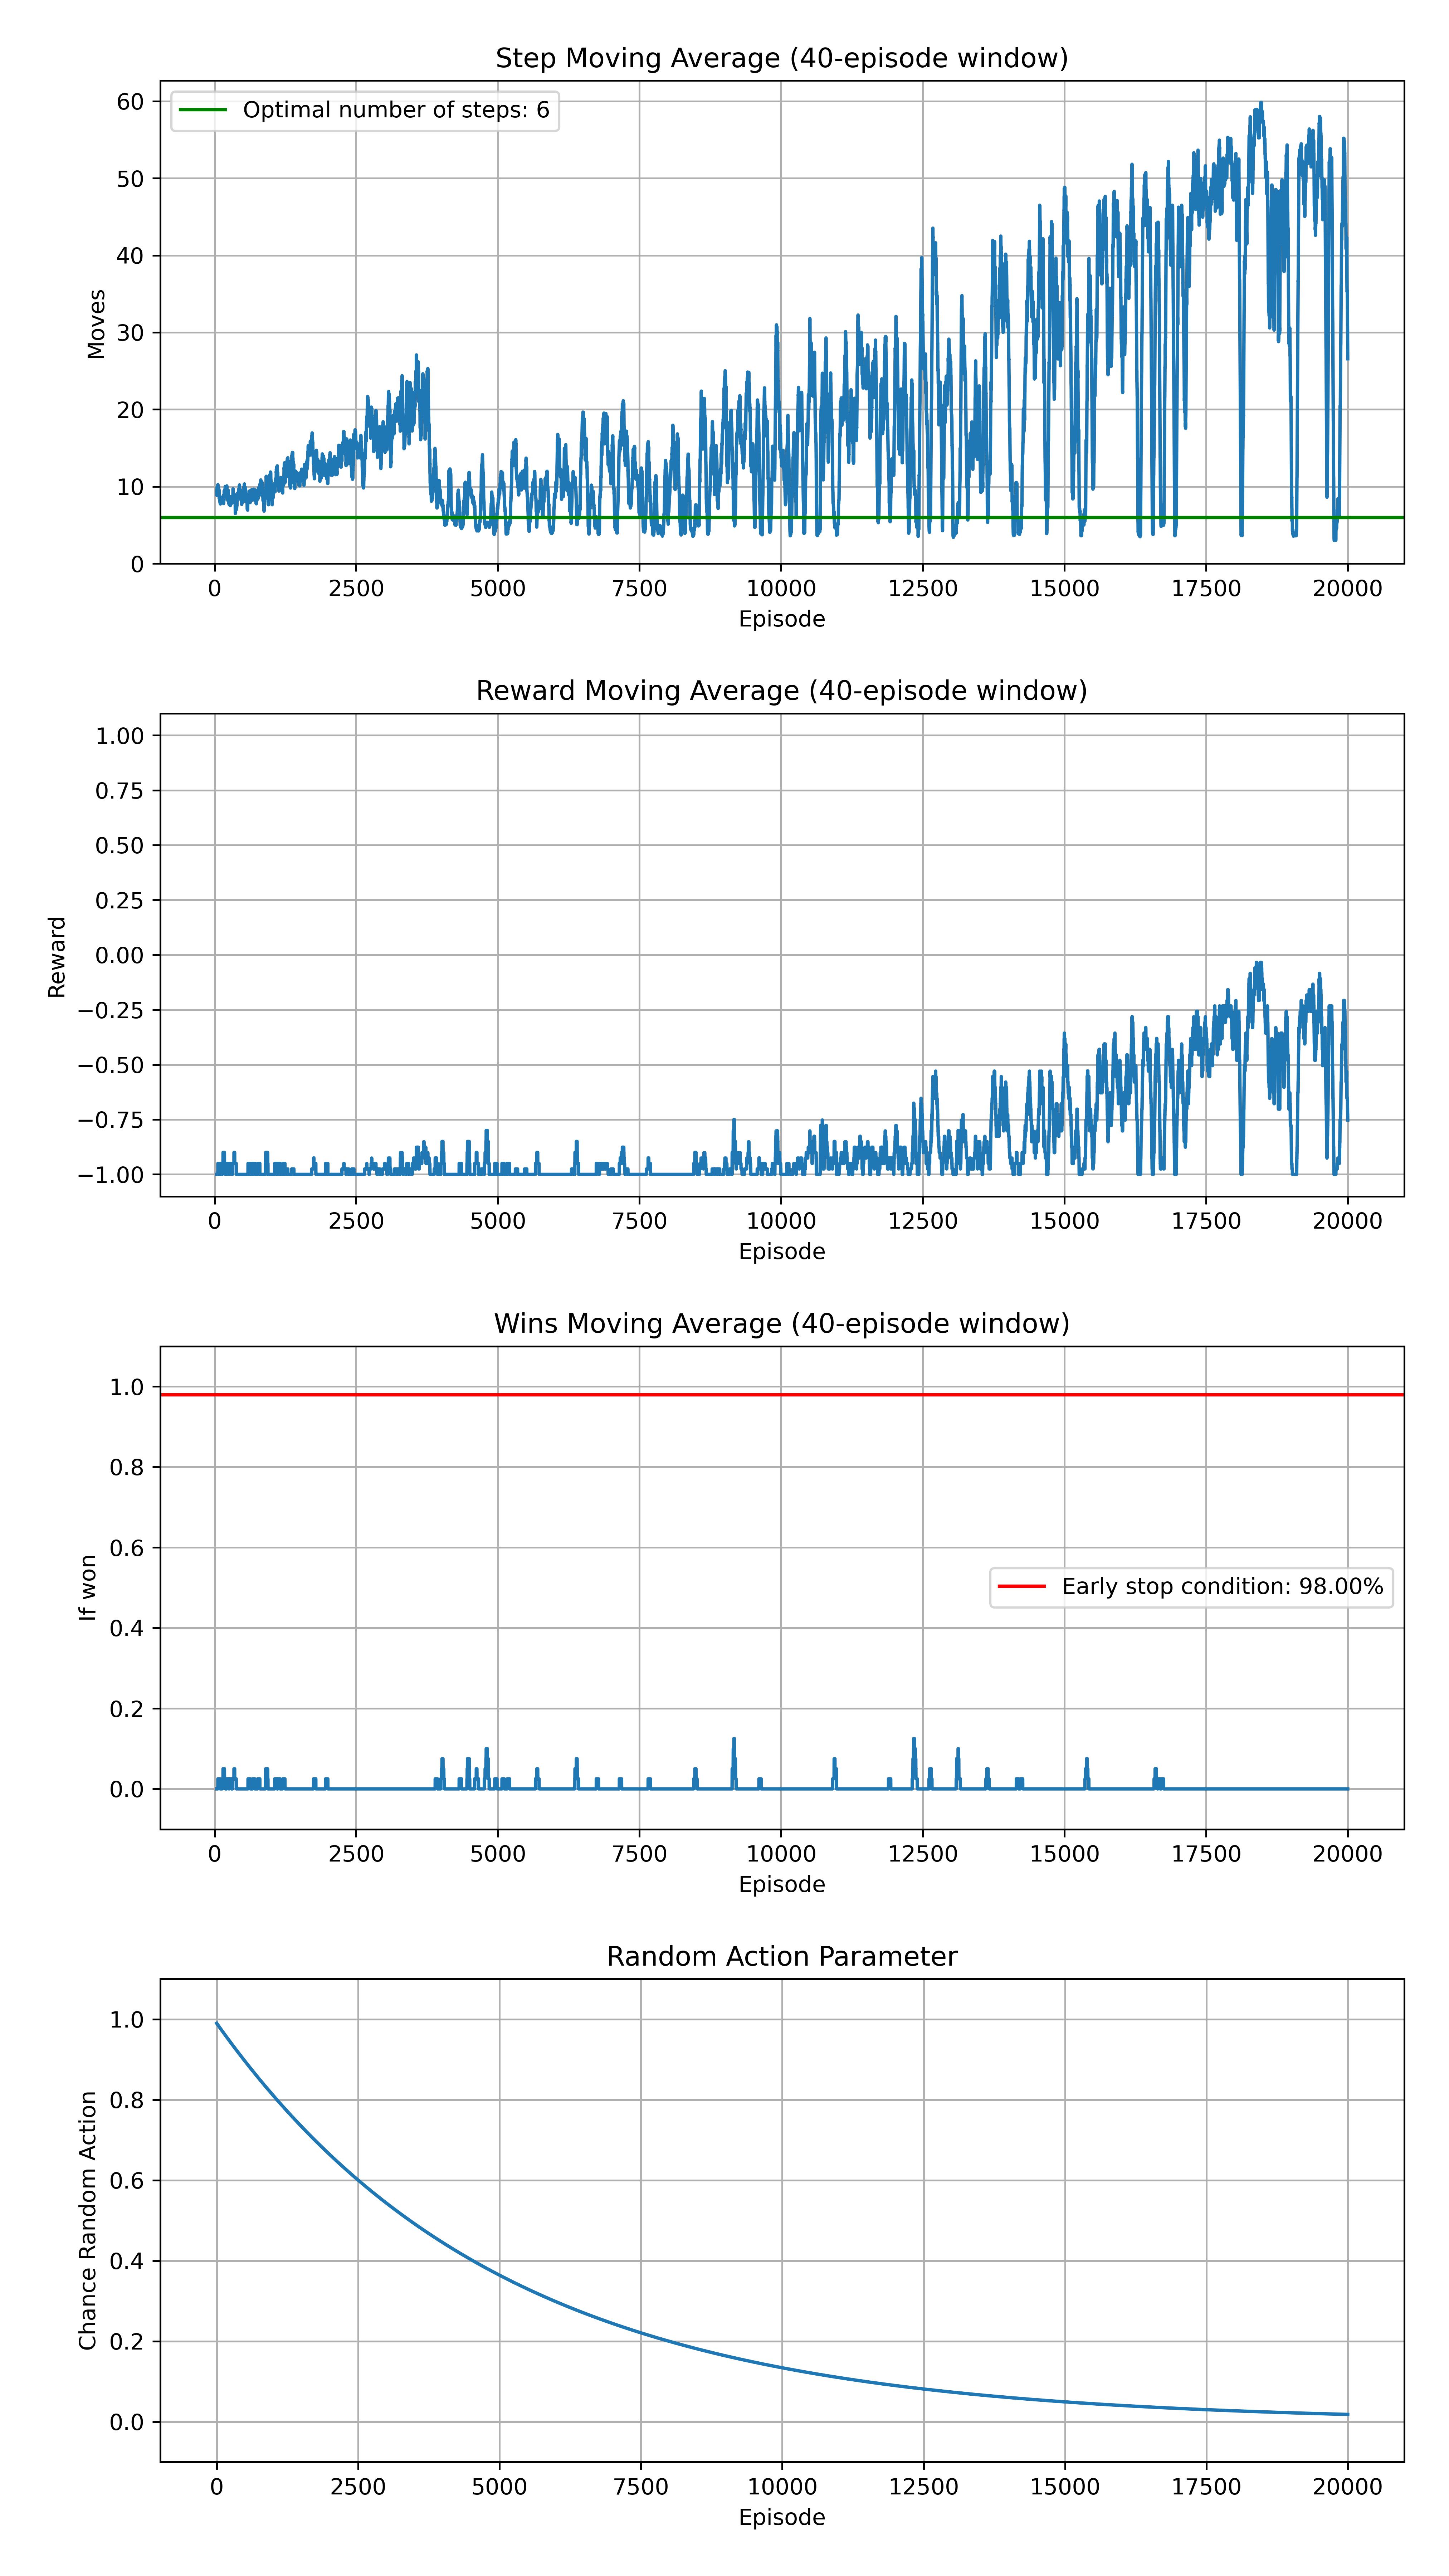 Step Moving Average (40-episode window)
Optimal number of steps: 6
60
50
40
30
20
10
0
Moves
0 2500 5000 7500 10000 12500 15000 17500 20000
Episode
Reward Moving Average (40-episode window)
1.00
0.75
0.50
0.25
0.00
−0.25
−0.50
−0.75
−1.00
Reward
0 2500 5000 7500 10000 12500 15000 17500 20000
Episode
Wins Moving Average (40-episode window)
1.0
0.8
0.6
0.4
0.2
0.0
If won
Early stop condition: 98.00%
0 2500 5000 7500 10000 12500 15000 17500 20000
Episode
Random Action Parameter
1.0
0.8
0.6
0.4
0.2
0.0
Chance Random Action
0 2500 5000 7500 10000 12500 15000 17500 20000
Episode